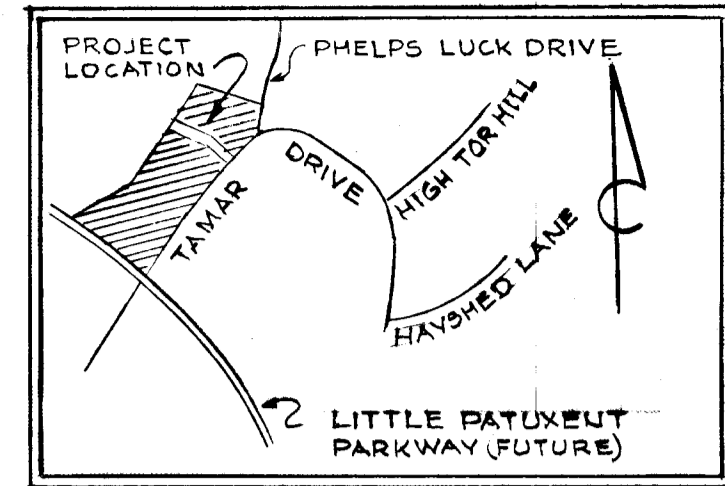 PROJECT
LOCATION
PHELPS LUCK DRIVE
TAMAR
DRIVE
HIGH TOR HILL
HAYSHED LANE
LITTLE PATUXENT
PARKWAY (FUTURE)